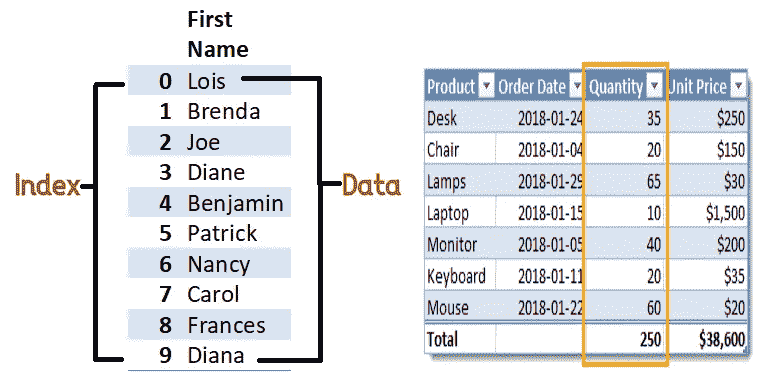 First
Name
0 Lois
1 Brenda
2 Joe
3 Diane
4 Benjamin
5 Patrick
6 Nancy
7 Carol
8 Frances
9 Diana
Index
Data
Product Order Date Quantity Unit Price
Desk 2018-01-24 35 $250
Chair 2018-01-04 20 $150
Lamps 2018-01-29 65 $30
Laptop 2018-01-15 10 $1,500
Monitor 2018-01-05 40 $200
Keyboard 2018-01-11 20 $35
Mouse 2018-01-22 60 $20
Total 250 $38,600